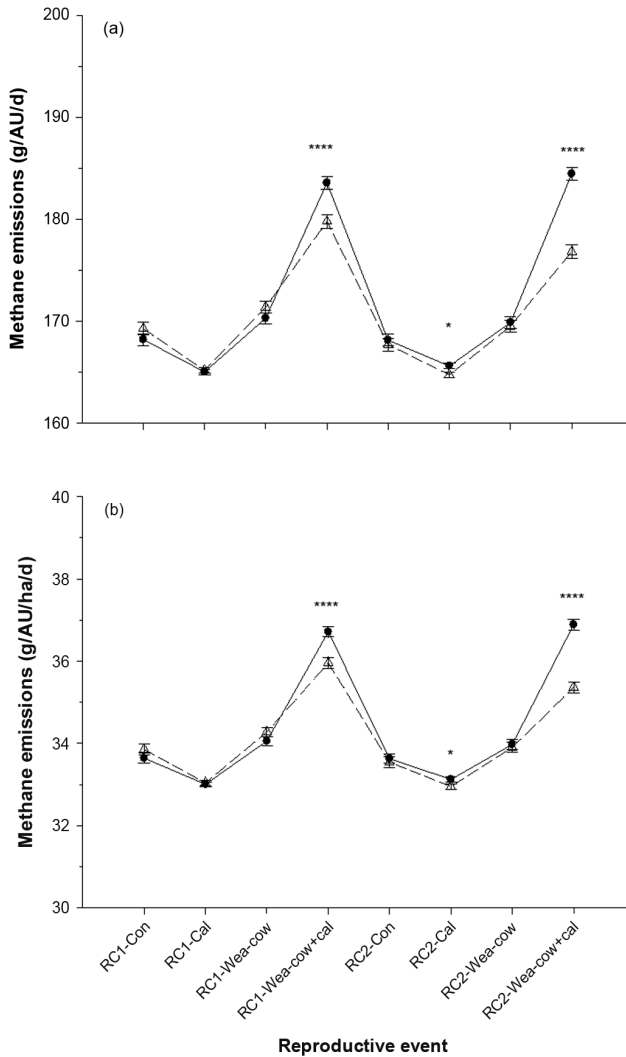 (a)
Methane emissions (g/AU/d)
200
190
180
170
160
****
*
****
(b)
Methane emissions (g/AU/ha/d)
40
38
36
34
32
30
****
*
****
RC1-Con
RC1-Cal
RC1-Wea-cow
RC1-Wea-cow+cal
RC2-Con
RC2-Cal
RC2-Wea-cow
RC2-Wea-cow+cal
Reproductive event